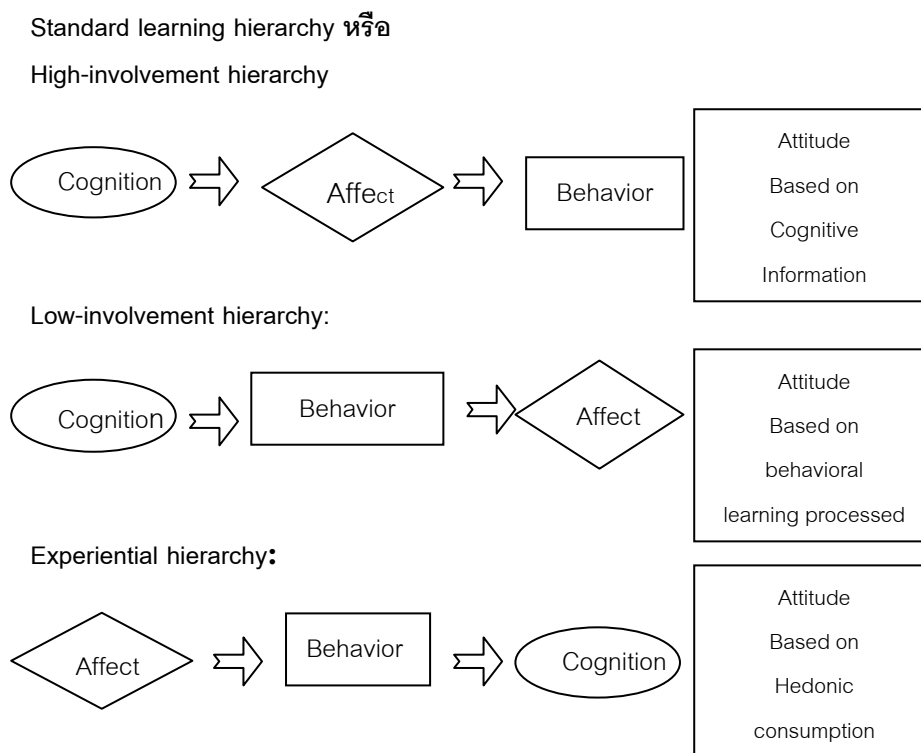 Standard learning hierarchy หรือ
High-involvement hierarchy
Cognition
Affect
Behavior
Attitude
Based on
Cognitive
Information
Low-involvement hierarchy:
Cognition
Behavior
Affect
Attitude
Based on
behavioral
learning processed
Experiential hierarchy:
Affect
Behavior
Cognition
Attitude
Based on
Hedonic
consumption